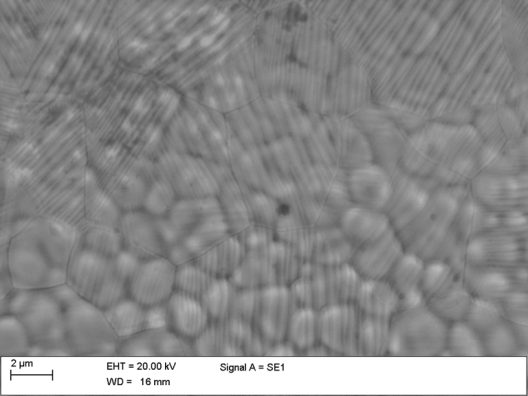 2 µm
EHT = 20.00 kV
Signal A = SE1
WD = 16 mm